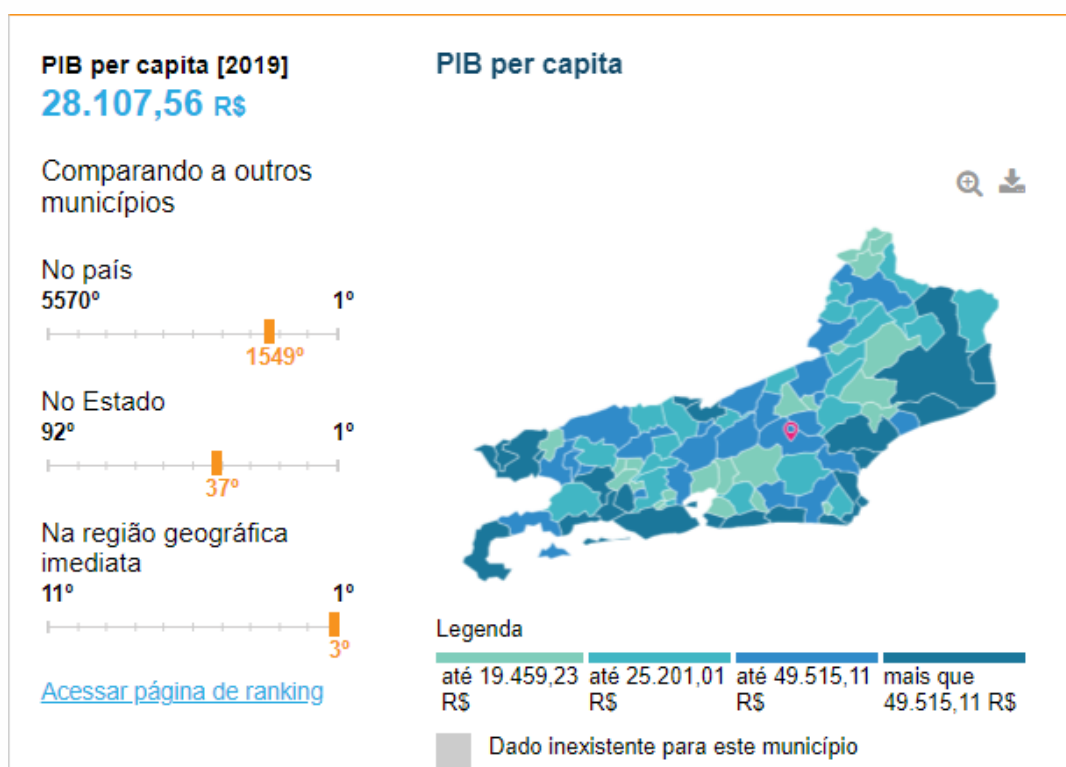 PIB per capita [2019]
28.107,56 R$
Comparando a outros
municípios
No país
5570º 1º
1549º
No Estado
92º 1º
37º
Na região geográfica
imediata
11º 1º
3º
Acessar página de ranking
PIB per capita
Legenda
até 19.459,23
R$
até 25.201,01
R$
até 49.515,11
R$
mais que
49.515,11 R$
Dado inexistente para este município